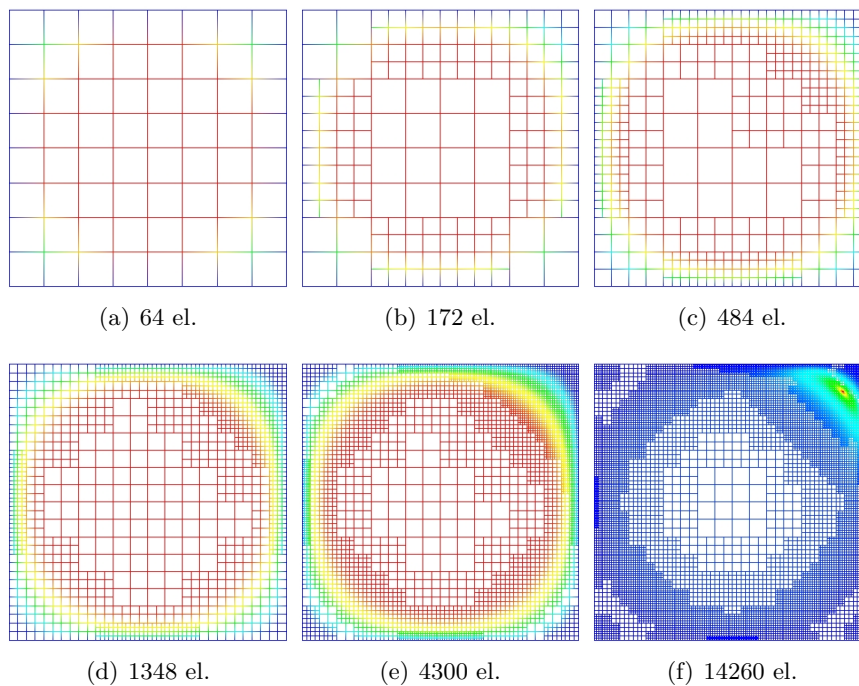 (a) 64 el.
(b) 172 el.
(c) 484 el.
(d) 1348 el.
(e) 4300 el.
(f) 14260 el.